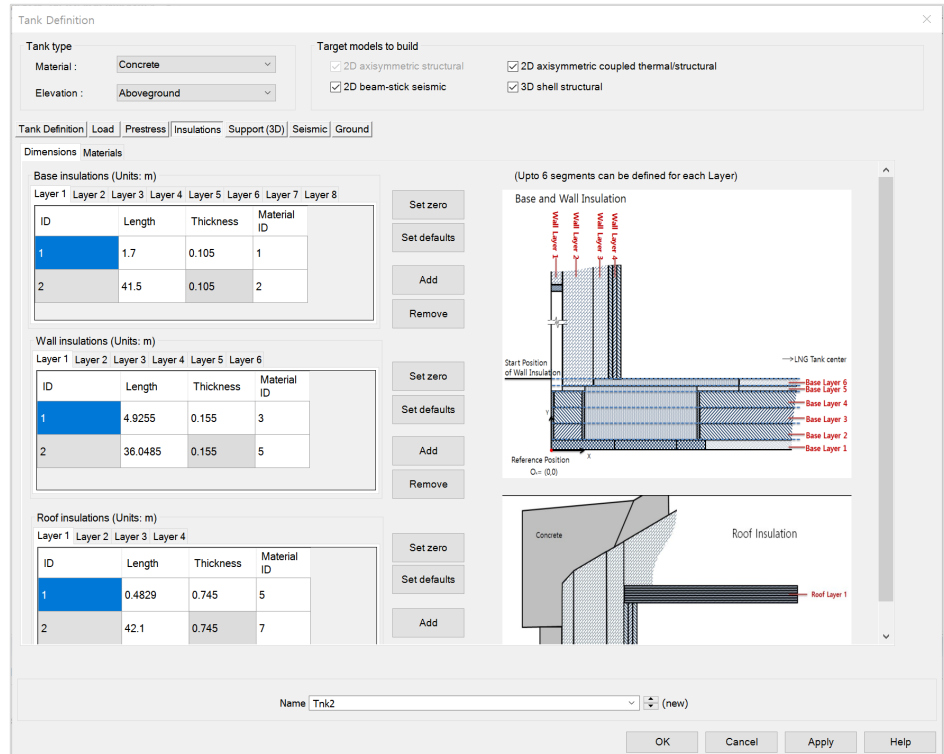 Tank Definition
Tank type
Material :
Concrete
Elevation :
Aboveground
Target models to build
2D axisymmetric structural
2D axisymmetric coupled thermal/structural
2D beam-stick seismic
3D shell structural
Tank Definition Load Prestress Insulations Support (3D) Seismic Ground
Dimensions Materials
Base insulations (Units: m)
Layer 1 Layer 2 Layer 3 Layer 4 Layer 5 Layer 6 Layer 7 Layer 8
ID Length Thickness Material ID
1 1.7 0.105 1
2 41.5 0.105 2
Set zero
Set defaults
Add
Remove
Wall insulations (Units: m)
Layer 1 Layer 2 Layer 3 Layer 4 Layer 5 Layer 6
ID Length Thickness Material ID
1 4.9255 0.155 3
2 36.0485 0.155 5
Set zero
Set defaults
Add
Remove
Roof insulations (Units: m)
Layer 1 Layer 2 Layer 3 Layer 4
ID Length Thickness Material ID
1 0.4829 0.745 5
2 42.1 0.745 7
Set zero
Set defaults
Add
(Upto 6 segments can be defined for each Layer)
Base and Wall Insulation
Wall Layer 1
Wall Layer 2
Wall Layer 3
Wall Layer 4
Start Position
of Wall Insulation
LNG Tank center
Base Layer 6
Base Layer 5
Base Layer 4
Base Layer 3
Base Layer 2
Base Layer 1
Y
X
Reference Position
O₀= (0,0)
Concrete
Roof Insulation
Roof Layer 1
Name Tnk2 (new)
OK Cancel Apply Help